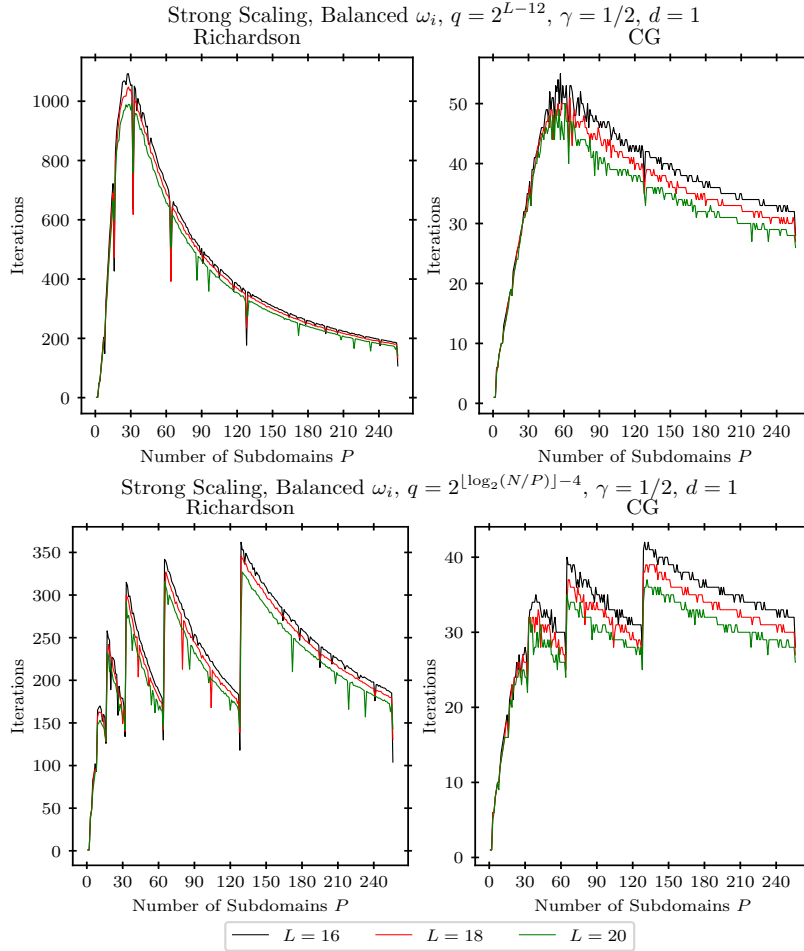 Strong Scaling, Balanced ω_i, q = 2^{L−12}, γ = 1/2, d = 1
Richardson
CG
Iterations
1000
800
600
400
200
0
0 30 60 90 120 150 180 210 240
Number of Subdomains P
Iterations
50
40
30
20
10
0
0 30 60 90 120 150 180 210 240
Number of Subdomains P
Strong Scaling, Balanced ω_i, q = 2^{⌊log_2(N/P)⌋−4}, γ = 1/2, d = 1
Richardson
CG
Iterations
350
300
250
200
150
100
50
0
0 30 60 90 120 150 180 210 240
Number of Subdomains P
Iterations
40
30
20
10
0
0 30 60 90 120 150 180 210 240
Number of Subdomains P
L = 16 L = 18 L = 20